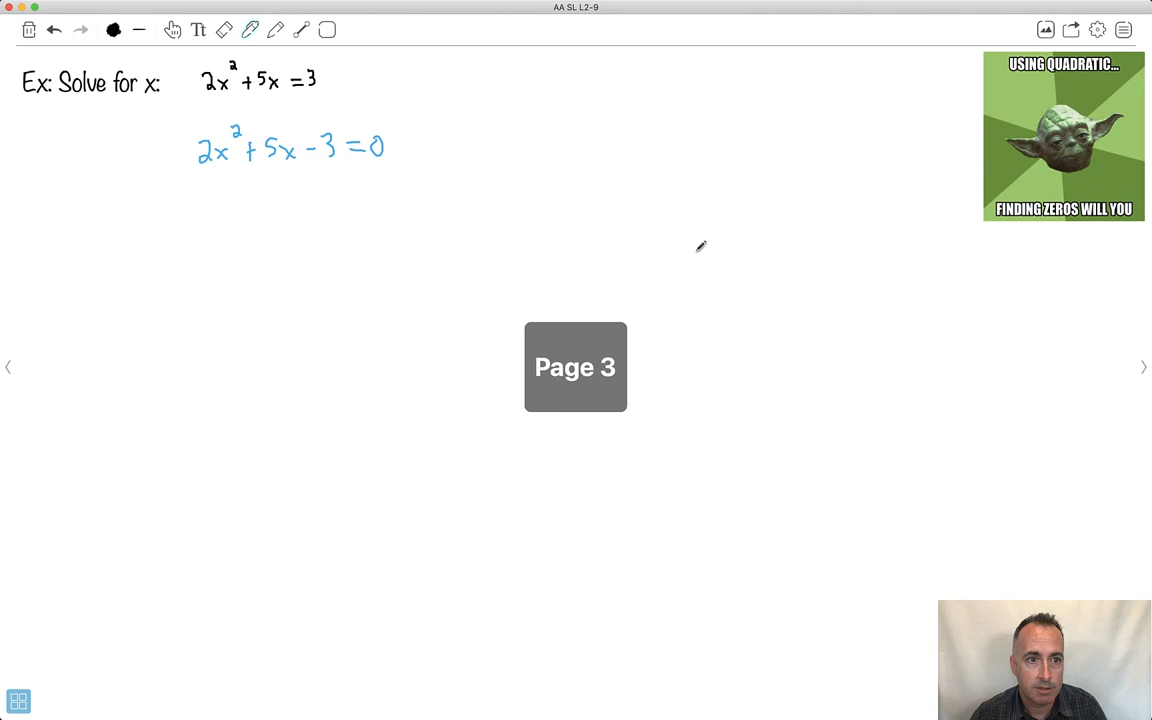 AA SL L2-9
Tt
Ex: Solve for x: 2x² + 5x = 3
2x² + 5x - 3 = 0
USING QUADRATIC...
FINDING ZEROS WILL YOU
Page 3